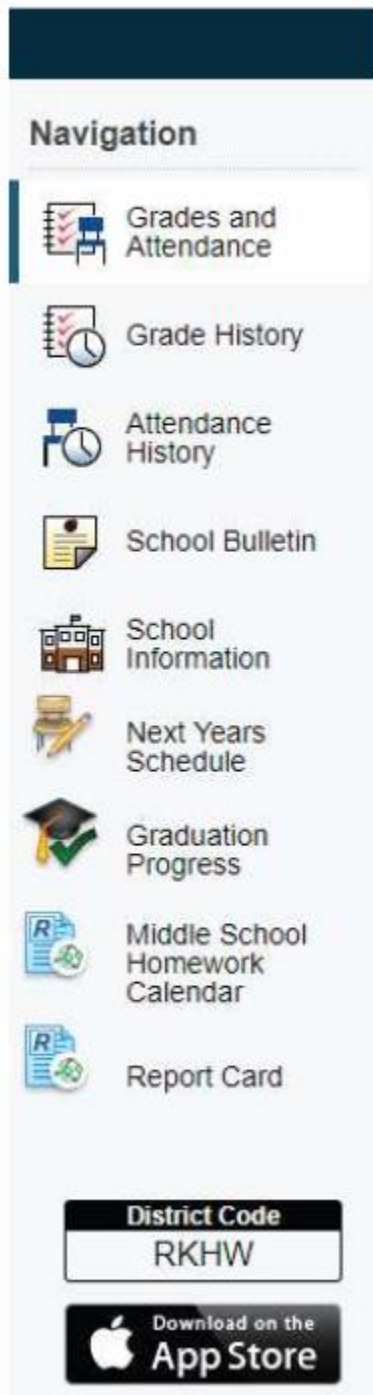 Navigation
Grades and
Attendance
Grade History
Attendance
History
School Bulletin
School
Information
Next Years
Schedule
Graduation
Progress
R
Middle School
Homework
Calendar
R
Report Card
District Code
RKHW
Download on the
App Store